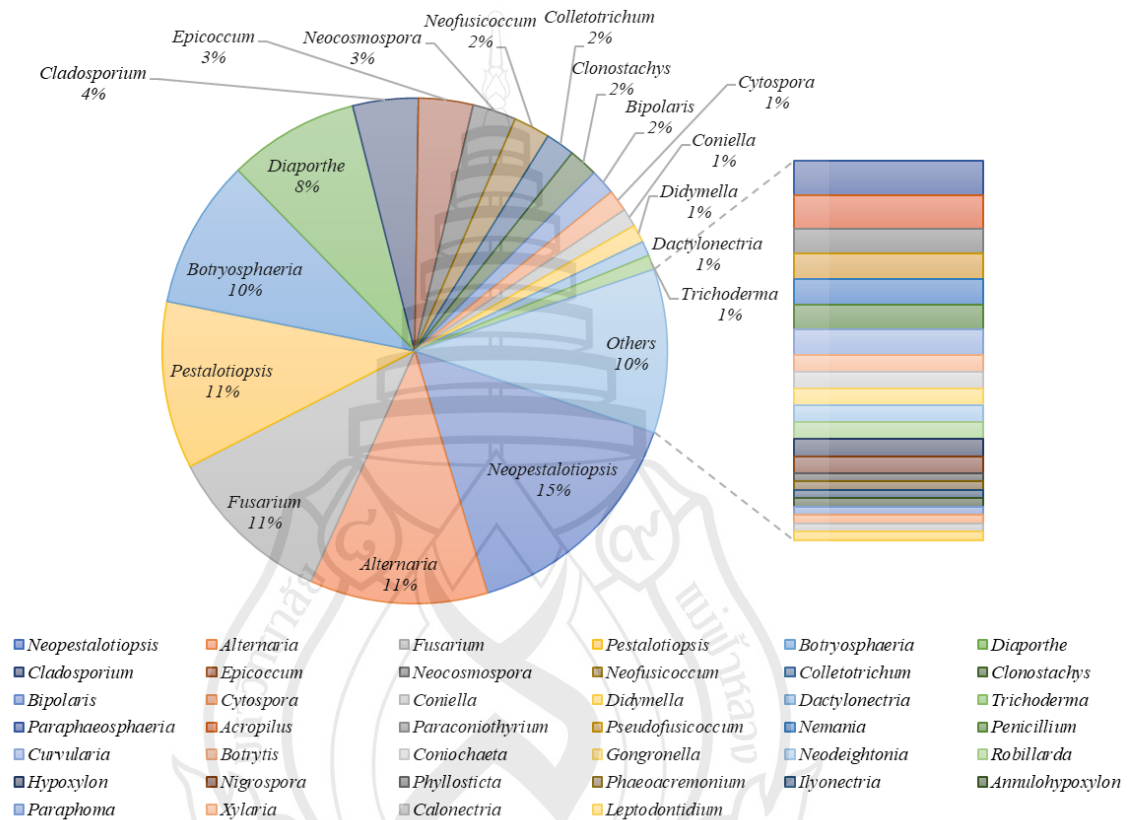 Neofusicoccum
2%
Colletotrichum
2%
Epicoccum
3%
Neocosmospora
3%
Clonostachys
2%
Cladosporium
4%
Cytospora
1%
Bipolaris
2%
Coniella
1%
Diaporthe
8%
Didymella
1%
Dactylonectria
1%
Botryosphaeria
10%
Trichoderma
1%
Others
10%
Pestalotiopsis
11%
Neopestalotiopsis
15%
Fusarium
11%
Alternaria
11%
Neopestalotiopsis Alternaria Fusarium Pestalotiopsis Botryosphaeria Diaporthe
Cladosporium Epicoccum Neocosmospora Neofusicoccum Colletotrichum Clonostachys
Bipolaris Cytospora Coniella Didymella Dactylonectria Trichoderma
Paraphaeosphaeria Acropilus Paraconiothyrium Pseudofusicoccum Nemania Penicillium
Curvularia Botrytis Coniochaeta Gongronella Neodeightonia Robillarda
Hypoxylon Nigrospora Phyllosticta Phaeoacremonium Ilyonectria Annulohypoxylon
Paraphoma Xylaria Calonectria Leptodontidium